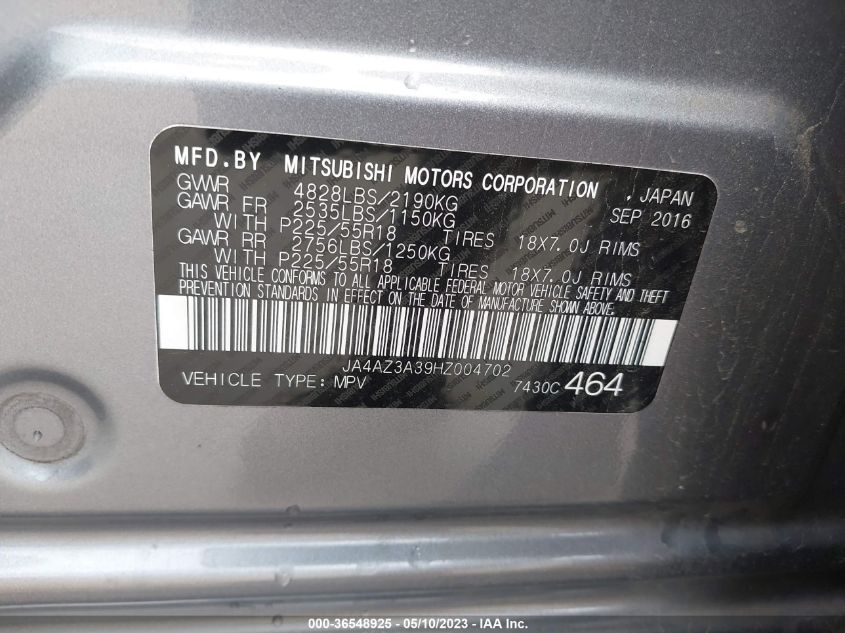 MFD.BY MITSUBISHI MOTORS CORPORATION , JAPAN
GVWR 4828LBS/2190KG SEP 2016
GAWR FR 2535LBS/1150KG
WITH P225/55R18 TIRES 18X7.0J RIMS
GAWR RR 2756LBS/1250KG
WITH P225/55R18 TIRES 18X7.0J RIMS
THIS VEHICLE CONFORMS TO ALL APPLICABLE FEDERAL MOTOR VEHICLE SAFETY AND THEFT
PREVENTION STANDARDS IN EFFECT ON THE DATE OF MANUFACTURE SHOWN ABOVE.
JA4AZ3A39HZ004702
VEHICLE TYPE: MPV 7430C 464
000-36548925 - 05/10/2023 - IAA Inc.